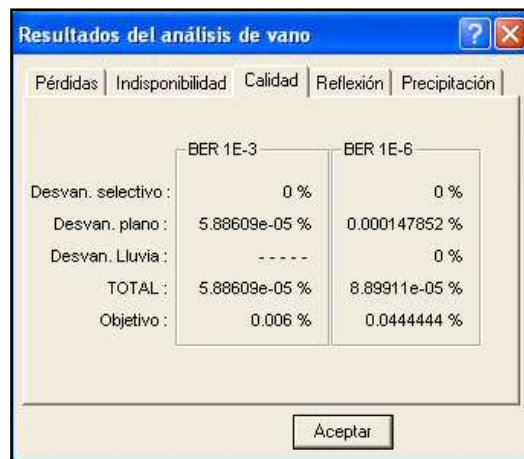 Resultados del análisis de vano
Pérdidas Indisponibilidad Calidad Reflexión Precipitación
BER 1E-3 BER 1E-6
Desvan. selectivo : 0 % 0 %
Desvan. plano : 5.88609e-05 % 0.000147852 %
Desvan. Lluvia : - - - - - 0 %
TOTAL : 5.88609e-05 % 8.89911e-05 %
Objetivo : 0.006 % 0.0444444 %
Aceptar